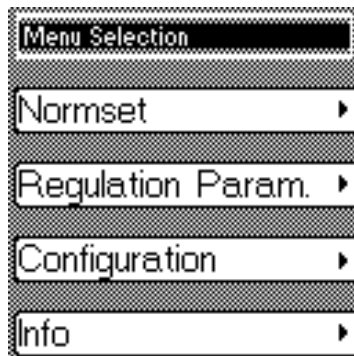 Menu Selection
Normset
Regulation Param.
Configuration
Info